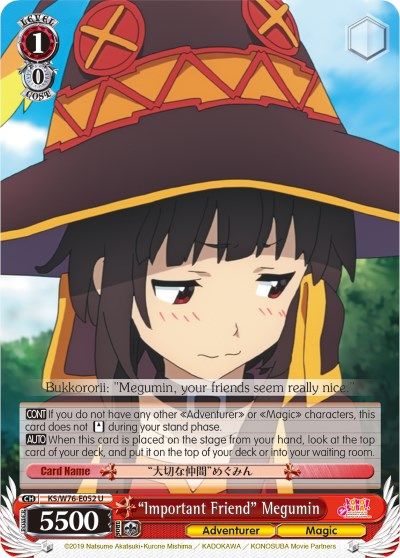 LEVEL
1
0
COST
Bukkororii: "Megumin, your friends seem really nice."
CONT If you do not have any other «Adventurer» or «Magic» characters, this
card does not during your stand phase.
AUTO When this card is placed on the stage from your hand, look at the top
card of your deck, and put it on the top of your deck or into your waiting room.
Card Name
"大切な仲間"めぐみん
CH KS/W76-E052 U
POWER
5500
"Important Friend" Megumin
Adventurer
Magic
©2019 Natsume Akatsuki・Kurone Mishima / KADOKAWA / KONOSUBA Movie Partners